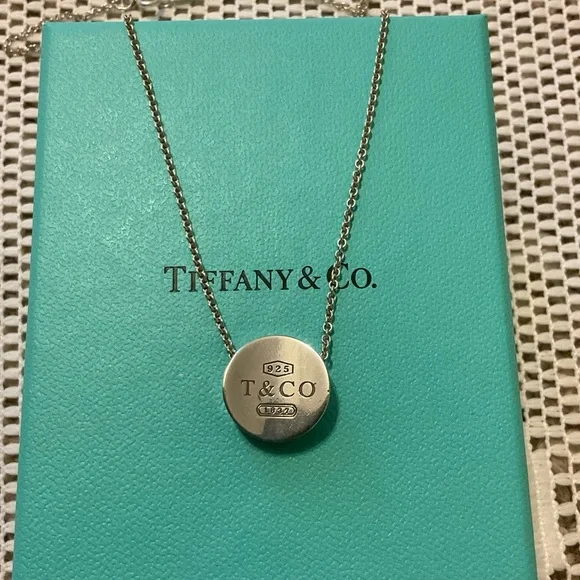 TIFFANY & CO.
925
T & CO
1837